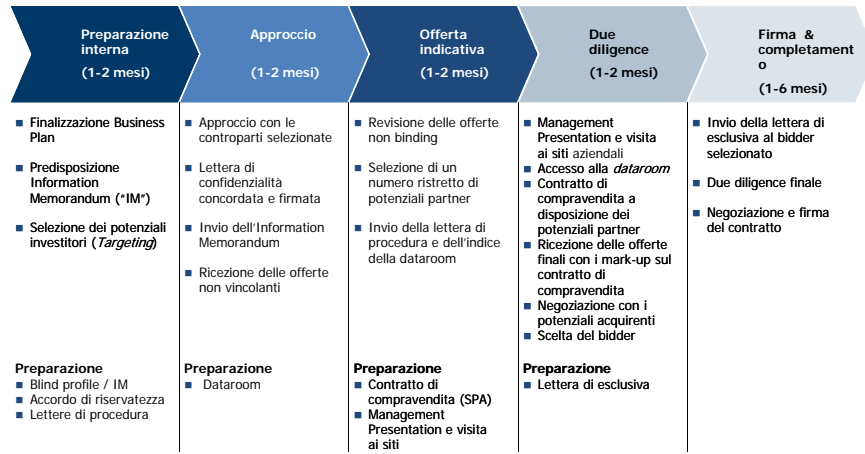 Preparazione
interna
(1-2 mesi)
Approccio
(1-2 mesi)
Offerta
indicativa
(1-2 mesi)
Due
diligence
(1-2 mesi)
Firma &
completament
o
(1-6 mesi)
■ Finalizzazione Business
Plan
■ Predisposizione
Information
Memorandum ("IM")
■ Selezione dei potenziali
investitori (Targeting)
Preparazione
■ Blind profile / IM
■ Accordo di riservatezza
■ Lettere di procedura
■ Approccio con le
controparti selezionate
■ Lettera di
confidenzialità
concordata e firmata
■ Invio dell'Information
Memorandum
■ Ricezione delle offerte
non vincolanti
Preparazione
■ Dataroom
■ Revisione delle offerte
non binding
■ Selezione di un
numero ristretto di
potenziali partner
■ Invio della lettera di
procedura e dell'indice
della dataroom
Preparazione
■ Contratto di
compravendita (SPA)
■ Management
Presentation e visita
ai siti
■ Management
Presentation e visita
ai siti aziendali
■ Accesso alla dataroom
■ Contratto di
compravendita a
disposizione dei
potenziali partner
■ Ricezione delle offerte
finali con i mark-up sul
contratto di
compravendita
■ Negoziazione con i
potenziali acquirenti
■ Scelta del bidder
Preparazione
■ Lettera di esclusiva
■ Invio della lettera di
esclusiva al bidder
selezionato
■ Due diligence finale
■ Negoziazione e firma
del contratto